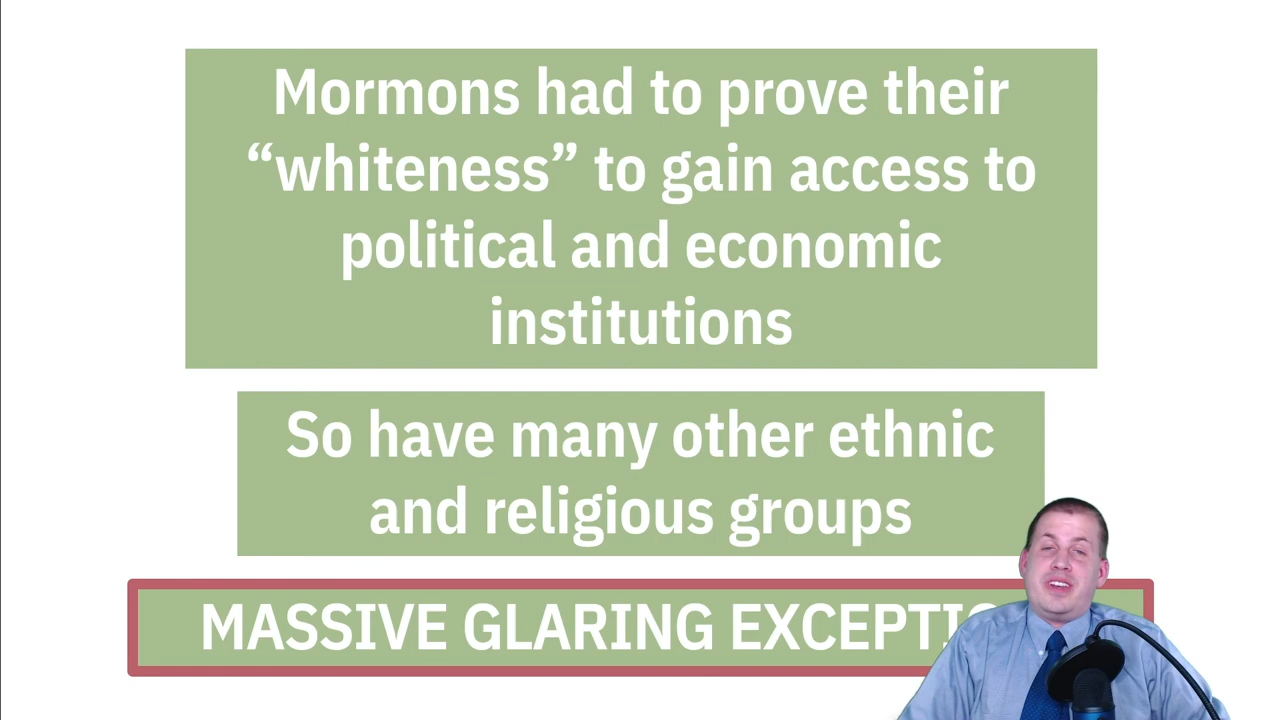 Mormons had to prove their
“whiteness” to gain access to
political and economic
institutions
So have many other ethnic
and religious groups
MASSIVE GLARING